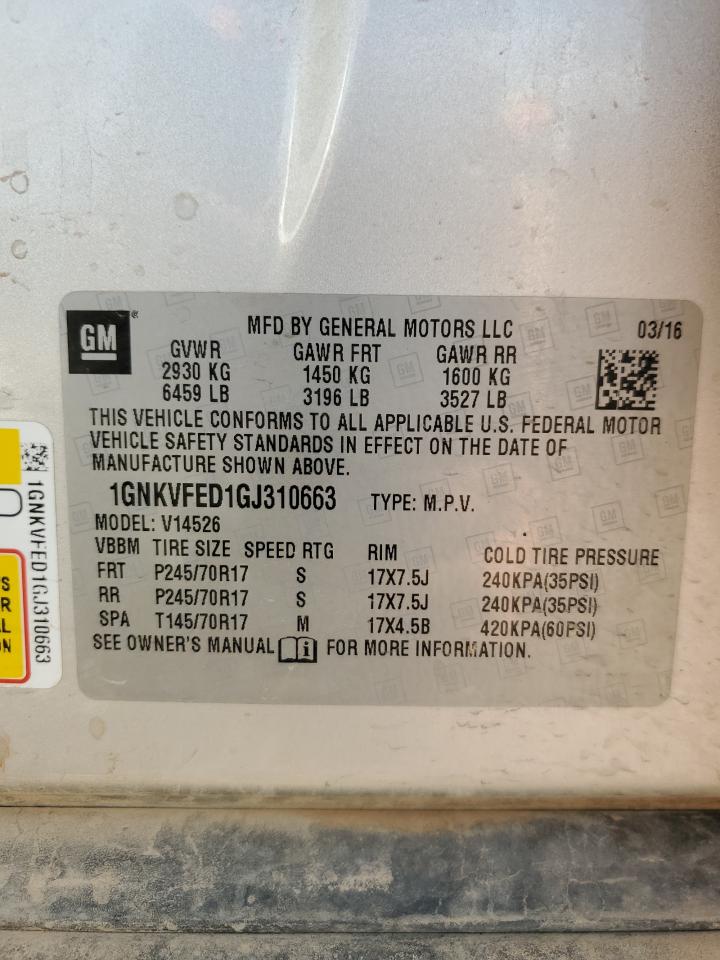 GM
MFD BY GENERAL MOTORS LLC 03/16
GVWR GAWR FRT GAWR RR
2930 KG 1450 KG 1600 KG
6459 LB 3196 LB 3527 LB
THIS VEHICLE CONFORMS TO ALL APPLICABLE U.S. FEDERAL MOTOR
VEHICLE SAFETY STANDARDS IN EFFECT ON THE DATE OF
MANUFACTURE SHOWN ABOVE.
1GNKVFED1GJ310663 TYPE: M.P.V.
MODEL: V14526
VBBM TIRE SIZE SPEED RTG RIM COLD TIRE PRESSURE
FRT P245/70R17 S 17X7.5J 240KPA(35PSI)
RR P245/70R17 S 17X7.5J 240KPA(35PSI)
SPA T145/70R17 M 17X4.5B 420KPA(60PSI)
SEE OWNER'S MANUAL i FOR MORE INFORMATION.
1GNKVFED1GJ310663